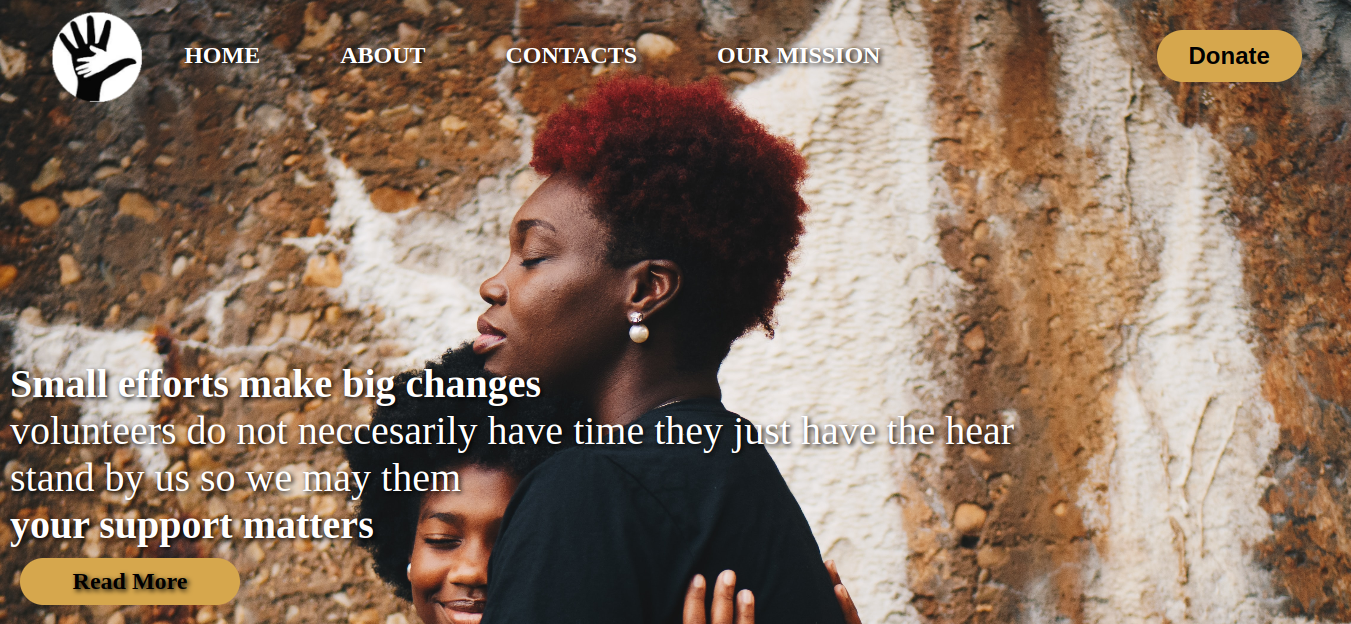 HOME ABOUT CONTACTS OUR MISSION Donate
Small efforts make big changes
volunteers do not neccesarily have time they just have the hear
stand by us so we may them
your support matters
Read More